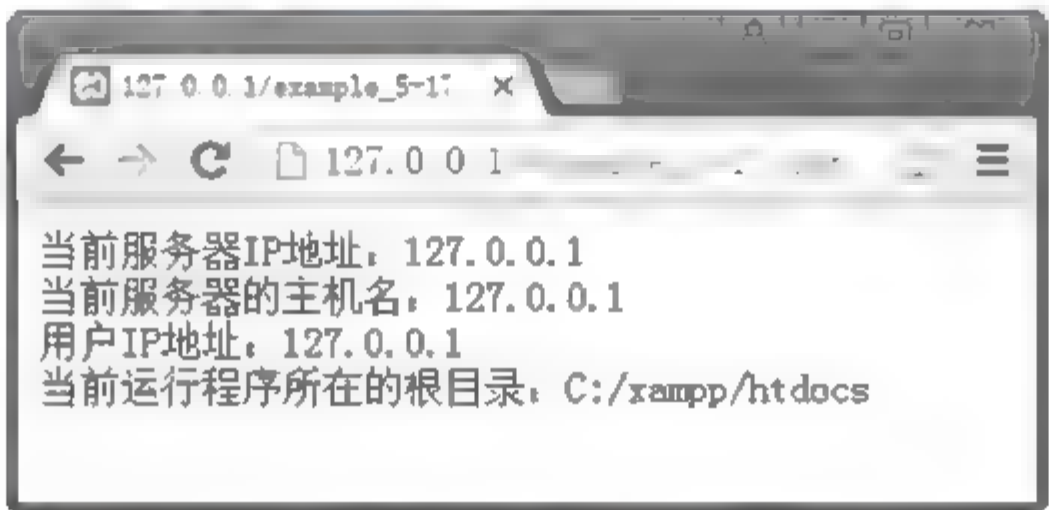 127.0.0.1/example_5-17
127.0.0.1
当前服务器IP地址：127.0.0.1
当前服务器的主机名：127.0.0.1
用户IP地址：127.0.0.1
当前运行程序所在的根目录：C:/xampp/htdocs